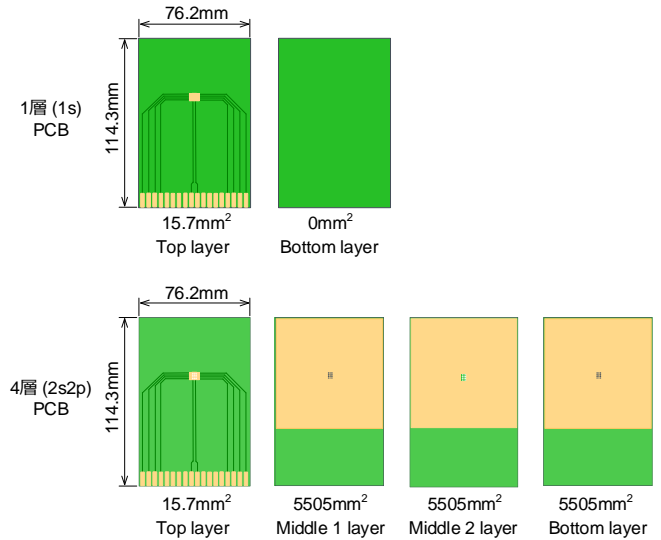 76.2mm
1層 (1s)
PCB
114.3mm
15.7mm²
Top layer
0mm²
Bottom layer
76.2mm
4層 (2s2p)
PCB
114.3mm
15.7mm²
Top layer
5505mm²
Middle 1 layer
5505mm²
Middle 2 layer
5505mm²
Bottom layer